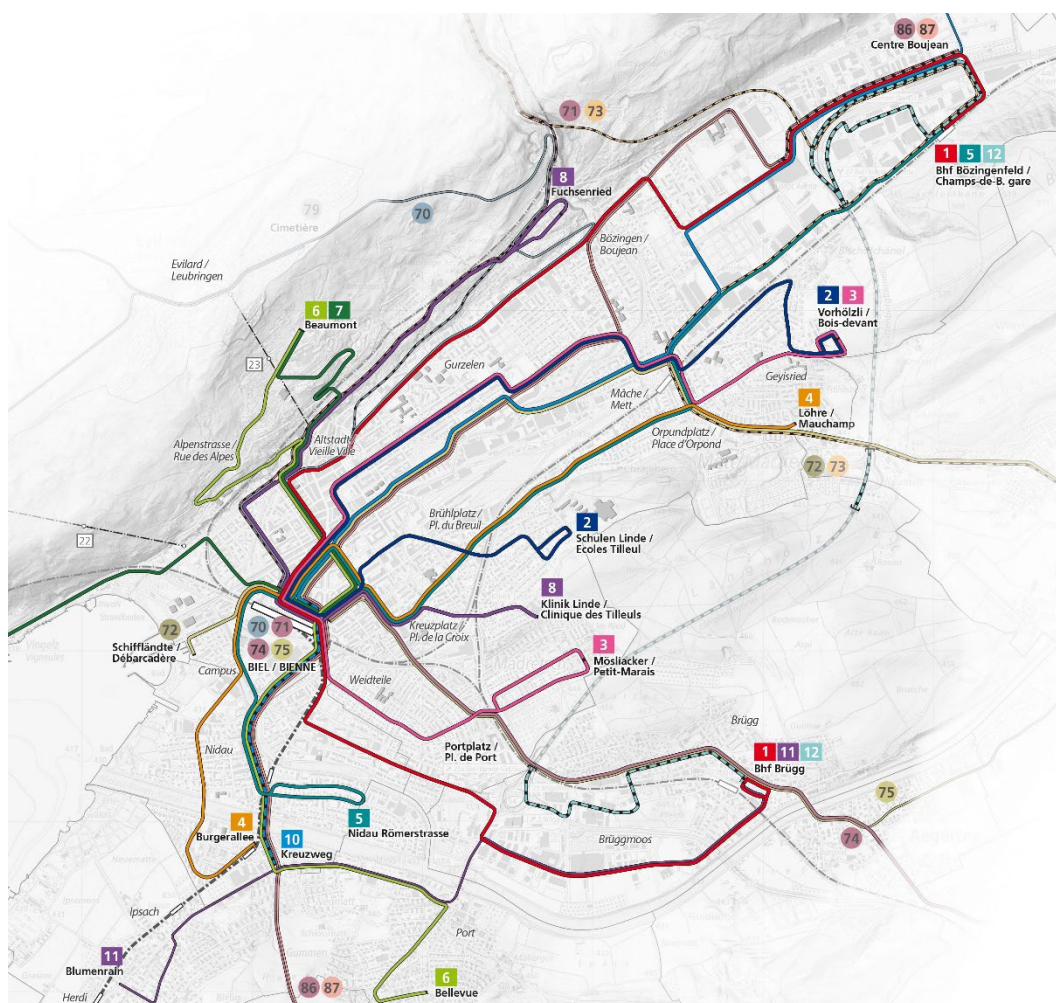 86 87
Centre Boujean
71 73
1 5 12
Bhf Bözingenfeld /
Champs-de-B. gare
8
Fuchsenried
79
Cimetière
70
Bözingen /
Boujean
Evilard /
Leubringen
2 3
Vorhölzli /
Bois-devant
6 7
Beaumont
23
Gurzelen
Geyisried
Mâche /
Mett
4
Löhre /
Mauchamp
Alpenstrasse /
Rue des Alpes
Altstadt /
Vieille Ville
Orpundplatz /
Place d'Orpond
72 73
Brühlplatz /
Pl. du Breuil
2
Schulen Linde /
Ecoles Tilleul
22
8
Klinik Linde /
Clinique des Tilleuls
Kreuzplatz /
Pl. de la Croix
72
Schifflände /
Débarcadère
70 71
74 75
BIEL / BIENNE
3
Mösliacker /
Petit-Marais
Campus
Weidteile
Brügg
Portplatz /
Pl. de Port
1 11 12
Bhf Brügg
Nidau
75
5
Nidau Römerstrasse
4
Burgerallee
10
Kreuzweg
Brüggmoos
74
Ipsach
Port
11
Blumenrain
6
Bellevue
86 87
Herdi